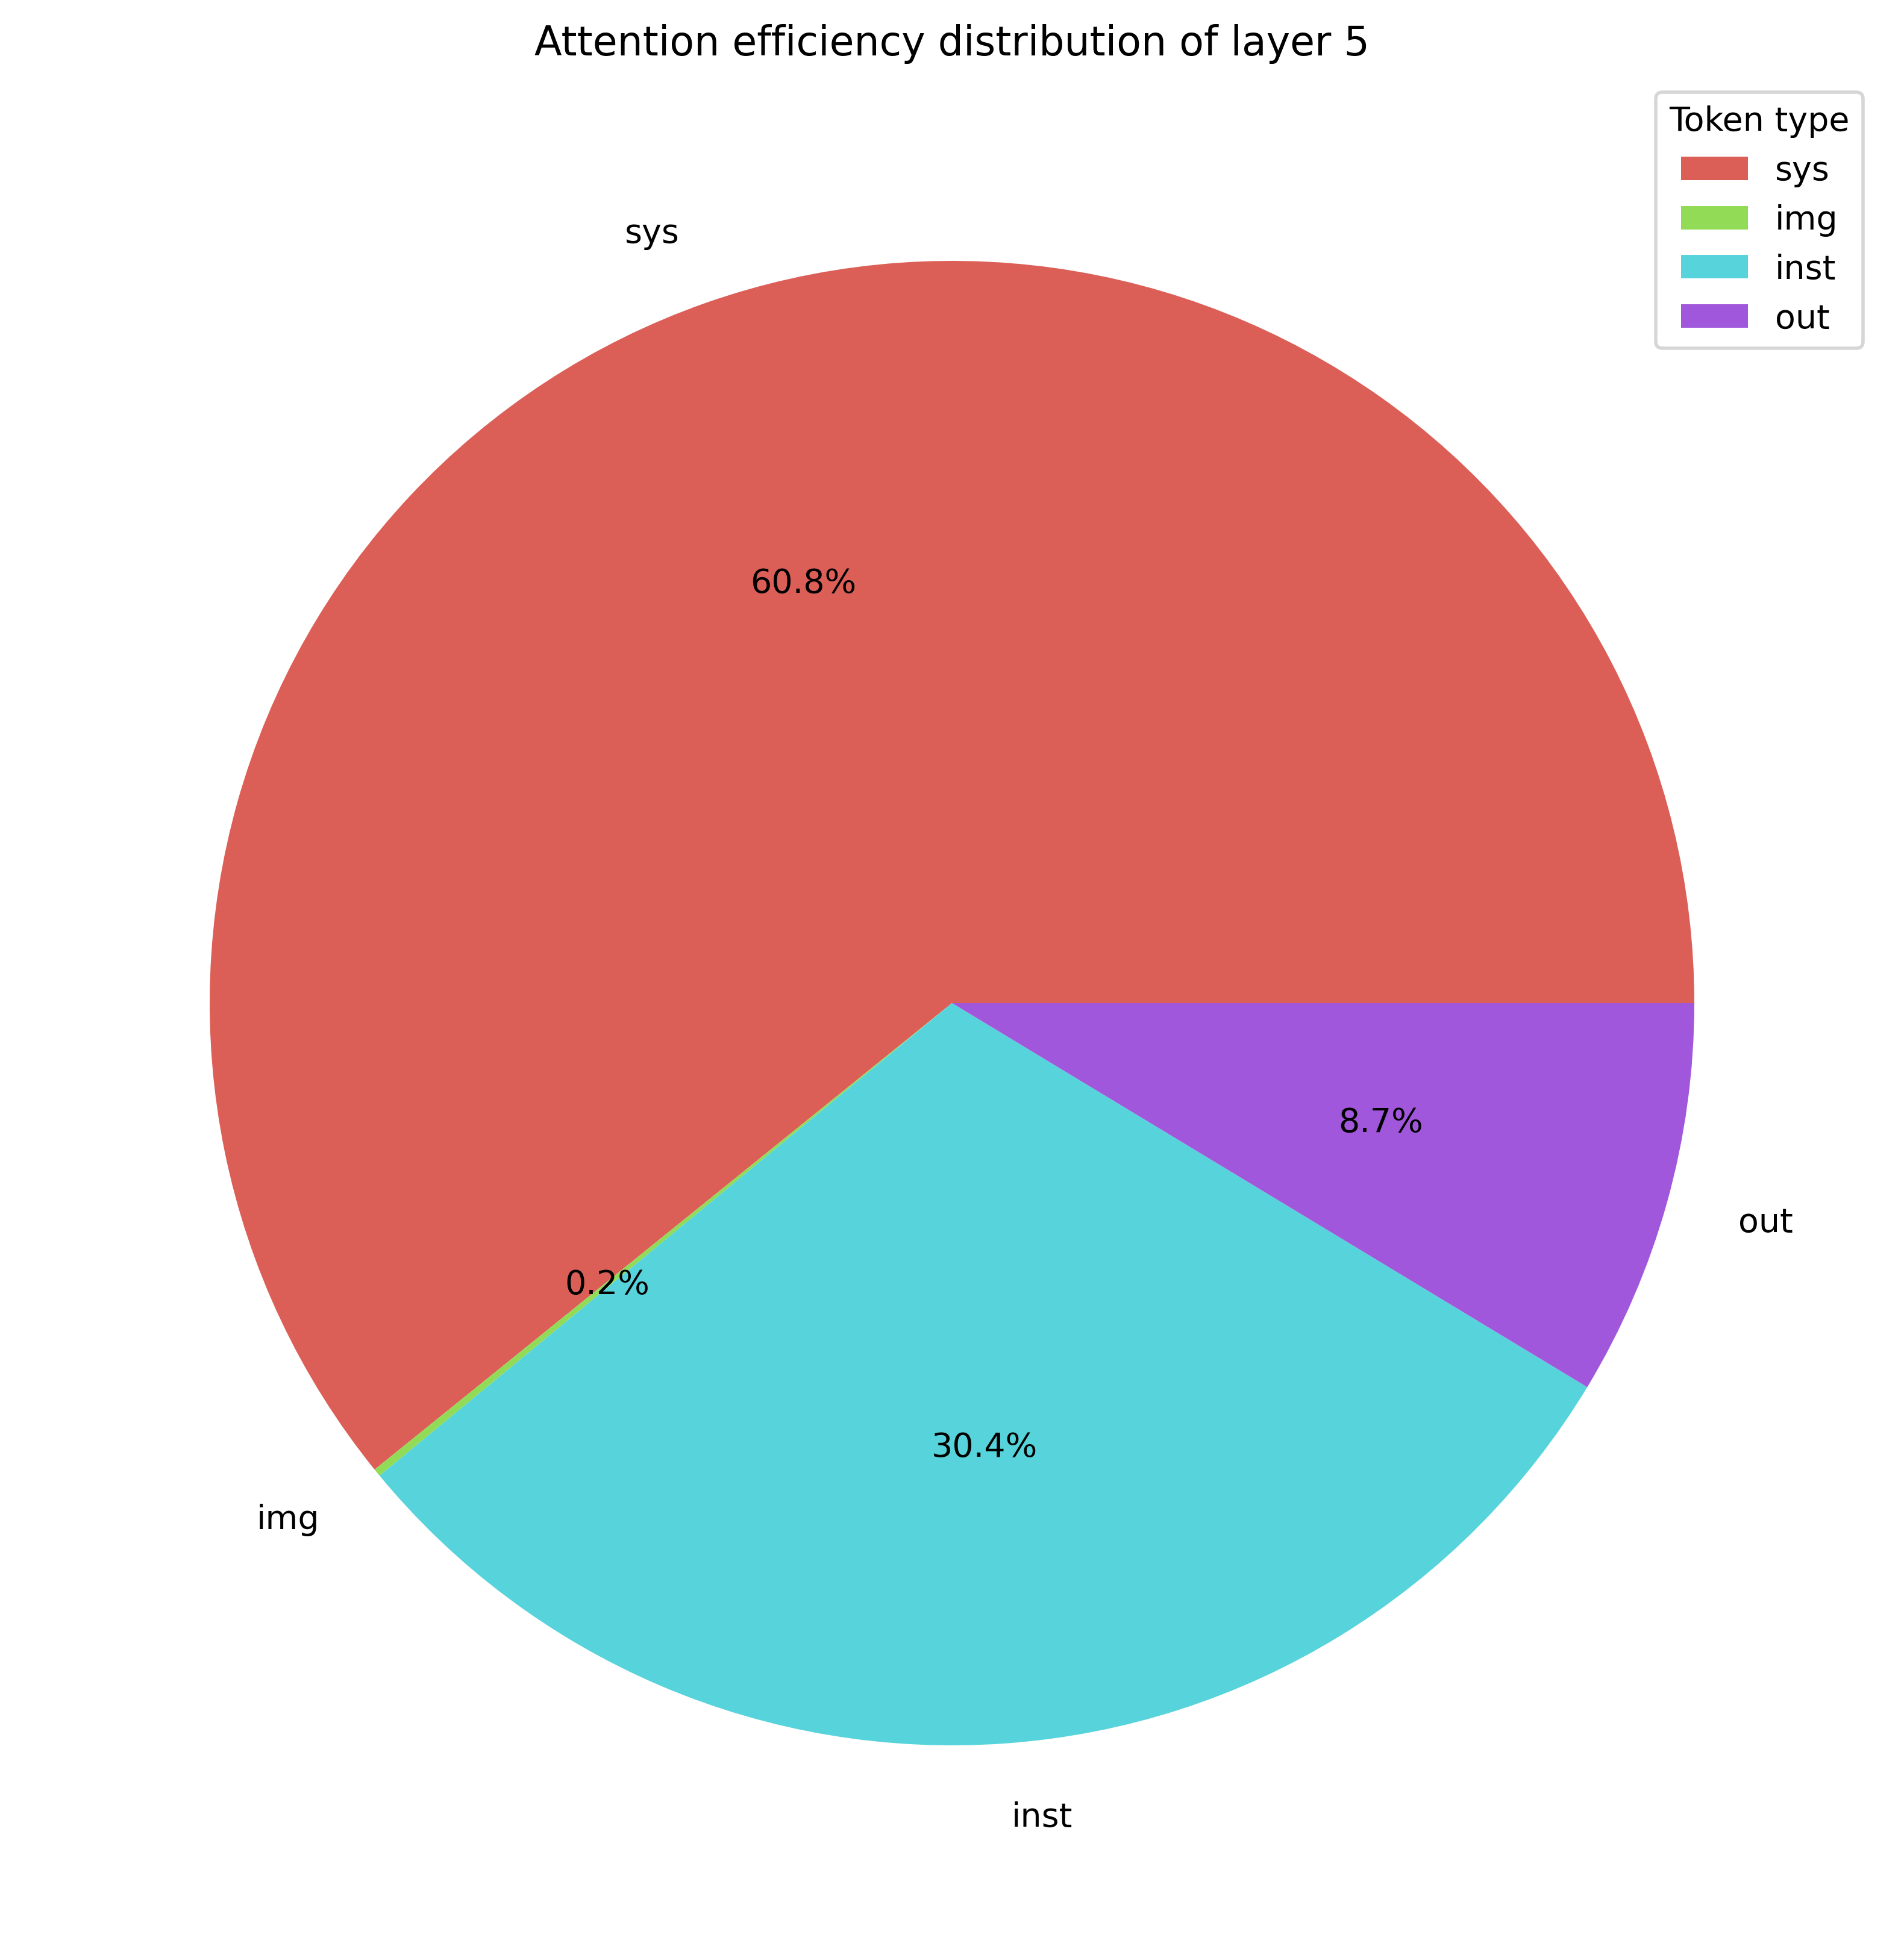 Attention efficiency distribution of layer 5
Token type
sys
img
inst
out
sys
60.8%
8.7%
out
0.2%
30.4%
img
inst